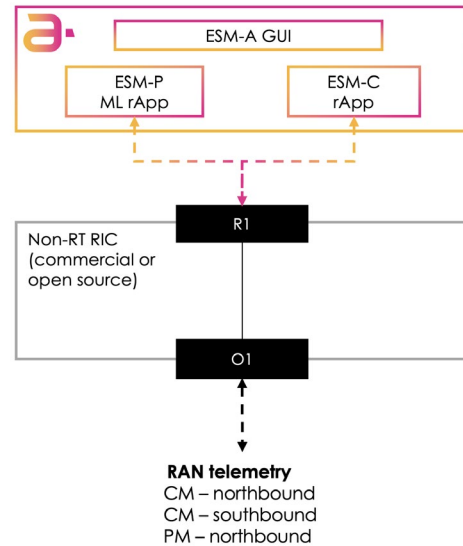 a
ESM-A GUI
ESM-P
ML rApp
ESM-C
rApp
R1
Non-RT RIC
(commercial or
open source)
O1
RAN telemetry
CM – northbound
CM – southbound
PM – northbound